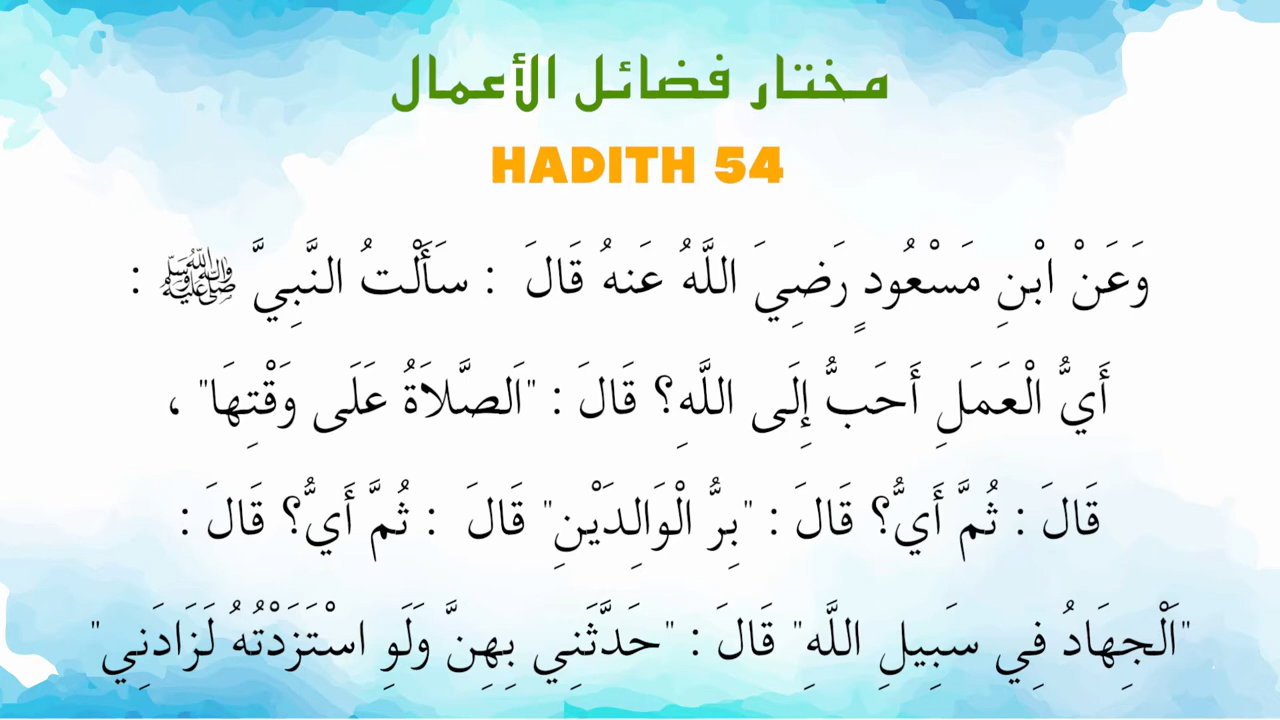 مختار فضائل الأعمال
HADITH 54
وَعَنْ ابْنِ مَسْعُودٍ رَضِيَ اللَّهُ عَنهُ قَالَ : سَأَلْتُ النَّبِيَّ ﷺ :
أَيُّ الْعَمَلِ أَحَبُّ إِلَى اللَّهِ؟ قَالَ : "اَلصَّلاَةُ عَلَى وَقْتِهَا" ،
قَالَ : ثُمَّ أَيُّ؟ قَالَ : "بِرُّ الْوَالِدَيْنِ" قَالَ : ثُمَّ أَيُّ؟ قَالَ :
"اَلْجِهَادُ فِي سَبِيلِ اللَّهِ" قَالَ : "حَدَّثَنِي بِهِنَّ وَلَوِ اسْتَزَدْتُهُ لَزَادَنِي"